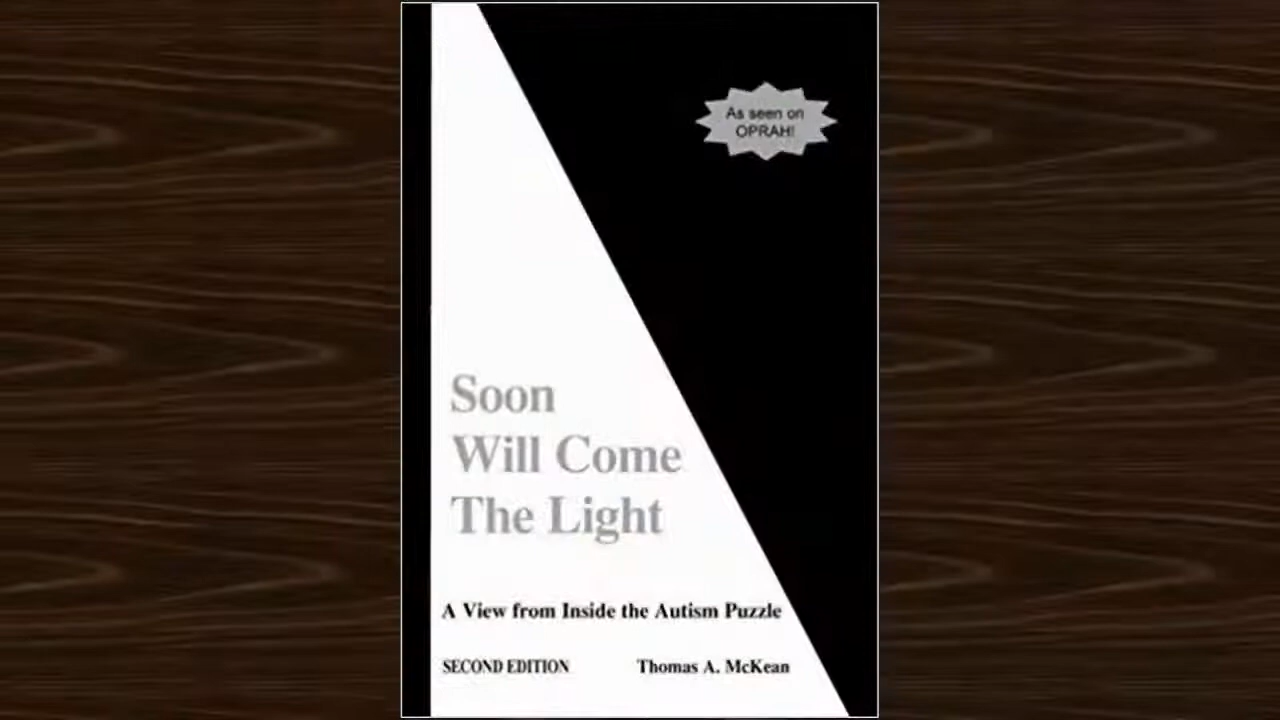 As seen on
OPRAH!
Soon
Will Come
The Light
A View from Inside the Autism Puzzle
SECOND EDITION
Thomas A. McKean